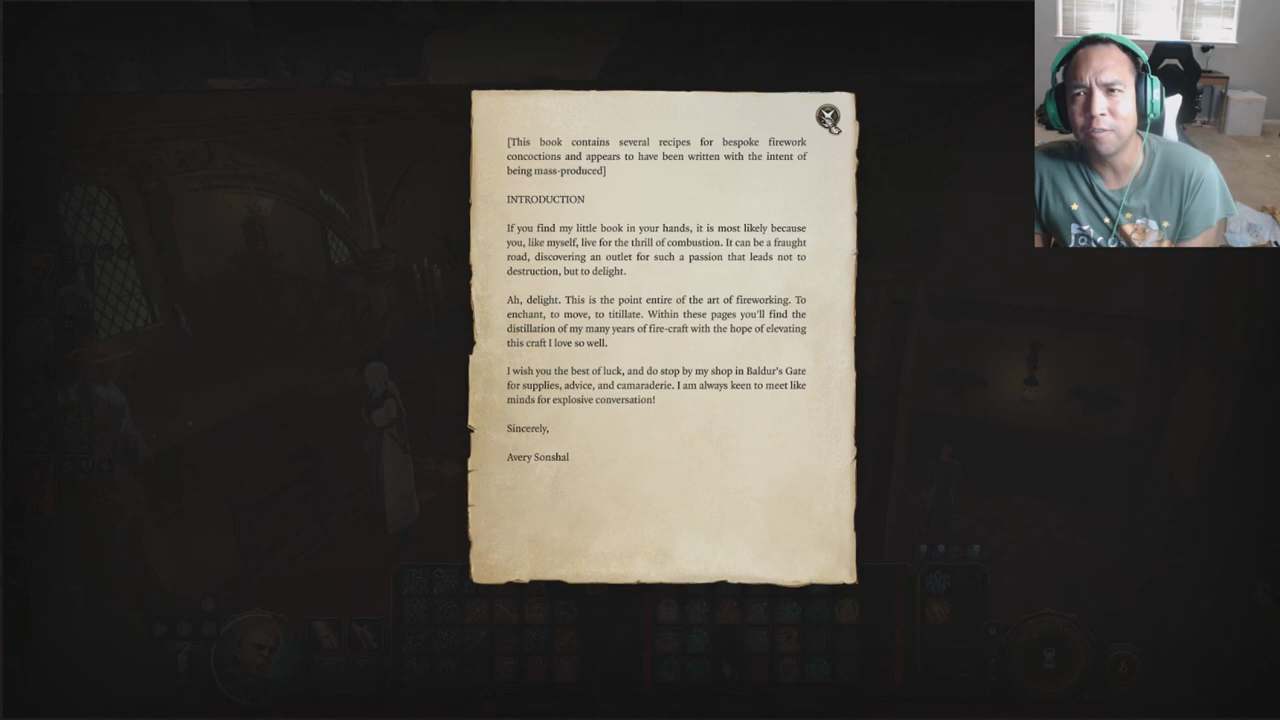 [This book contains several recipes for bespoke firework
concoctions and appears to have been written with the intent of
being mass-produced]
INTRODUCTION
If you find my little book in your hands, it is most likely because
you, like myself, live for the thrill of combustion. It can be a fraught
road, discovering an outlet for such a passion that leads not to
destruction, but to delight.
Ah, delight. This is the point entire of the art of fireworking. To
enchant, to move, to titillate. Within these pages you'll find the
distillation of my many years of fire-craft with the hope of elevating
this craft I love so well.
I wish you the best of luck, and do stop by my shop in Baldur's Gate
for supplies, advice, and camaraderie. I am always keen to meet like
minds for explosive conversation!
Sincerely,
Avery Sonshal